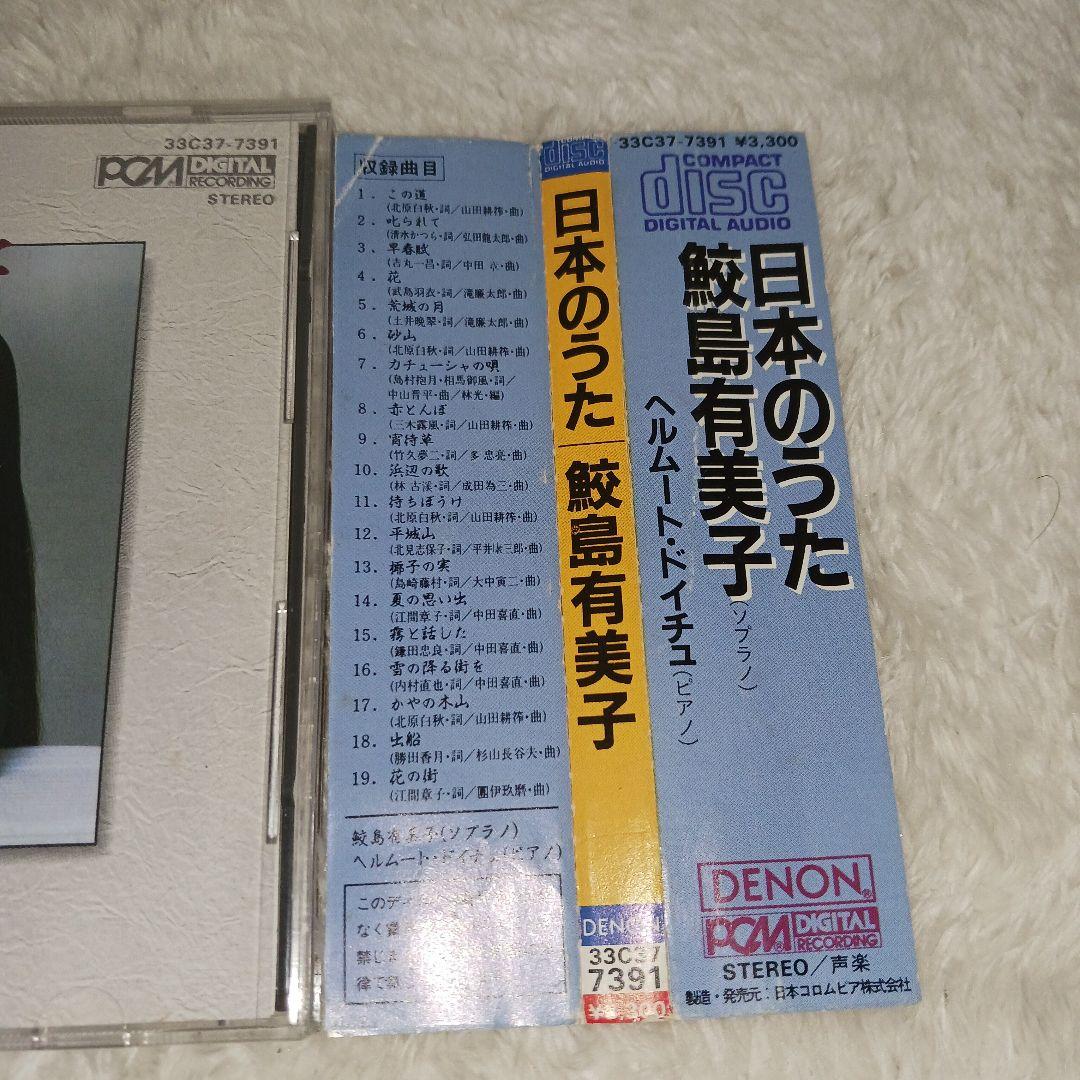 33C37-7391
PCM DIGITAL RECORDING
STEREO
収録曲目
1. この道
(北原白秋・詞／山田耕筰・曲)
2. 叱られて
(清水かつら・詞／弘田龍太郎・曲)
3. 早春賦
(吉丸一昌・詞／中田 章・曲)
4. 花
(武島羽衣・詞／滝廉太郎・曲)
5. 荒城の月
(土井晩翠・詞／滝廉太郎・曲)
6. 砂山
(北原白秋・詞／山田耕筰・曲)
7. カチューシャの唄
(島村抱月・相馬御風・詞／
中山晋平・曲／林光・編)
8. 赤とんぼ
(三木露風・詞／山田耕筰・曲)
9. 宵待草
(竹久夢二・詞／多 忠亮・曲)
10. 浜辺の歌
(林 古渓・詞／成田為三・曲)
11. 待ちぼうけ
(北原白秋・詞／山田耕筰・曲)
12. 平城山
(北見志保子・詞／平井康三郎・曲)
13. 椰子の実
(島崎藤村・詞／大中寅二・曲)
14. 夏の思い出
(江間章子・詞／中田喜直・曲)
15. 霧と話した
(鎌田忠良・詞／中田喜直・曲)
16. 雪の降る街を
(内村直也・詞／中田喜直・曲)
17. かやの木山
(北原白秋・詞／山田耕筰・曲)
18. 出船
(勝田香月・詞／杉山長谷夫・曲)
19. 花の街
(江間章子・詞／團伊玖磨・曲)
鮫島有美子(ソプラノ)
ヘルムート・ドイチュ(ピアノ)
このディ
なく
禁じ
律で
disc
DIGITAL AUDIO
日本のうた
鮫島有美子
DENON
33C37
7391
¥3,300
33C37-7391 ¥3,300
COMPACT
disc
DIGITAL AUDIO
日本のうた
鮫島有美子(ソプラノ)
ヘルムート・ドイチュ(ピアノ)
DENON®
PCM® DIGITAL RECORDING
STEREO／声楽
製造・発売元：日本コロムビア株式会社